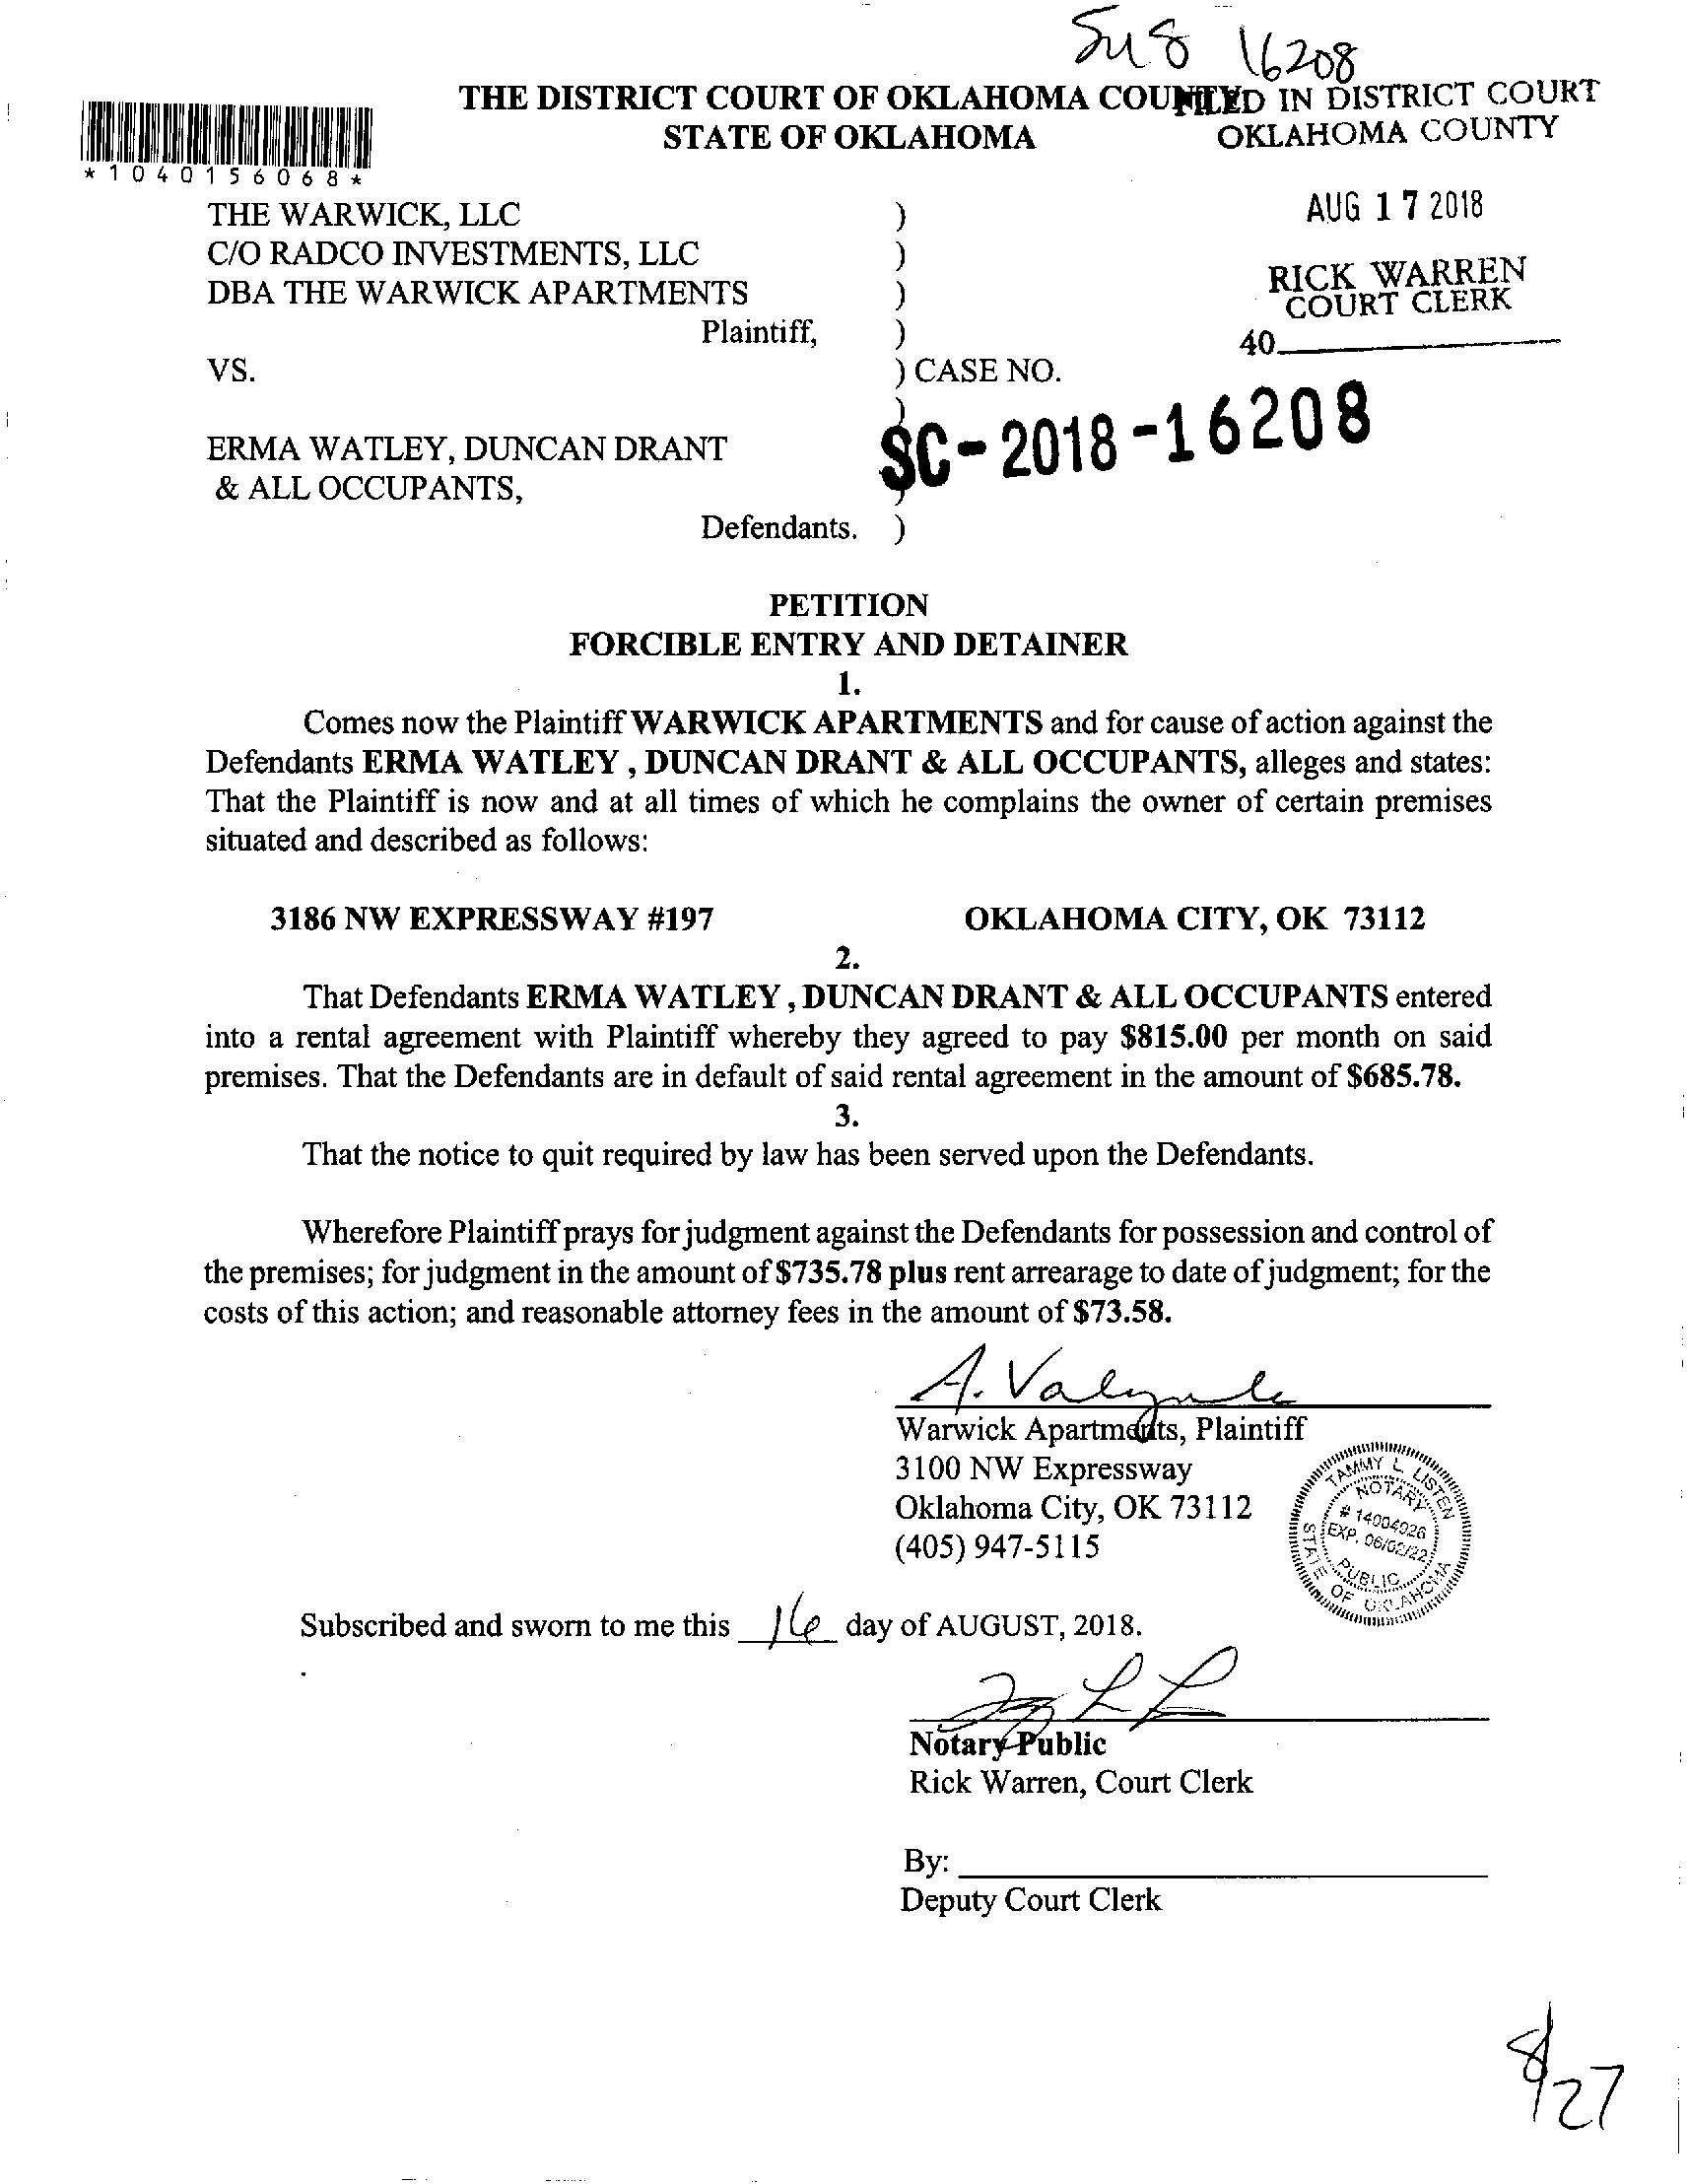 16208
THE DISTRICT COURT OF OKLAHOMA COUNTY
STATE OF OKLAHOMA
FILED IN DISTRICT COURT
OKLAHOMA COUNTY
*1040156068*
AUG 17 2018
RICK WARREN
COURT CLERK
40
THE WARWICK, LLC )
C/O RADCO INVESTMENTS, LLC )
DBA THE WARWICK APARTMENTS )
Plaintiff, )
VS. ) CASE NO.
)
SC-2018-16208
ERMA WATLEY, DUNCAN DRANT
& ALL OCCUPANTS, )
Defendants. )
PETITION
FORCIBLE ENTRY AND DETAINER
1.
Comes now the Plaintiff WARWICK APARTMENTS and for cause of action against the
Defendants ERMA WATLEY , DUNCAN DRANT & ALL OCCUPANTS, alleges and states:
That the Plaintiff is now and at all times of which he complains the owner of certain premises
situated and described as follows:
3186 NW EXPRESSWAY #197 OKLAHOMA CITY, OK 73112
2.
That Defendants ERMA WATLEY , DUNCAN DRANT & ALL OCCUPANTS entered
into a rental agreement with Plaintiff whereby they agreed to pay $815.00 per month on said
premises. That the Defendants are in default of said rental agreement in the amount of $685.78.
3.
That the notice to quit required by law has been served upon the Defendants.
Wherefore Plaintiff prays for judgment against the Defendants for possession and control of
the premises; for judgment in the amount of $735.78 plus rent arrearage to date of judgment; for the
costs of this action; and reasonable attorney fees in the amount of $73.58.
A.
Warwick Apartments, Plaintiff
3100 NW Expressway
Oklahoma City, OK 73112
(405) 947-5115
TAMMY L. LISTEN
NOTARY
# 14004926
EXP. 06/02/22
PUBLIC
STATE OF OKLAHOMA
Subscribed and sworn to me this 16 day of AUGUST, 2018.
Notary Public
Rick Warren, Court Clerk
By:
Deputy Court Clerk
8/27